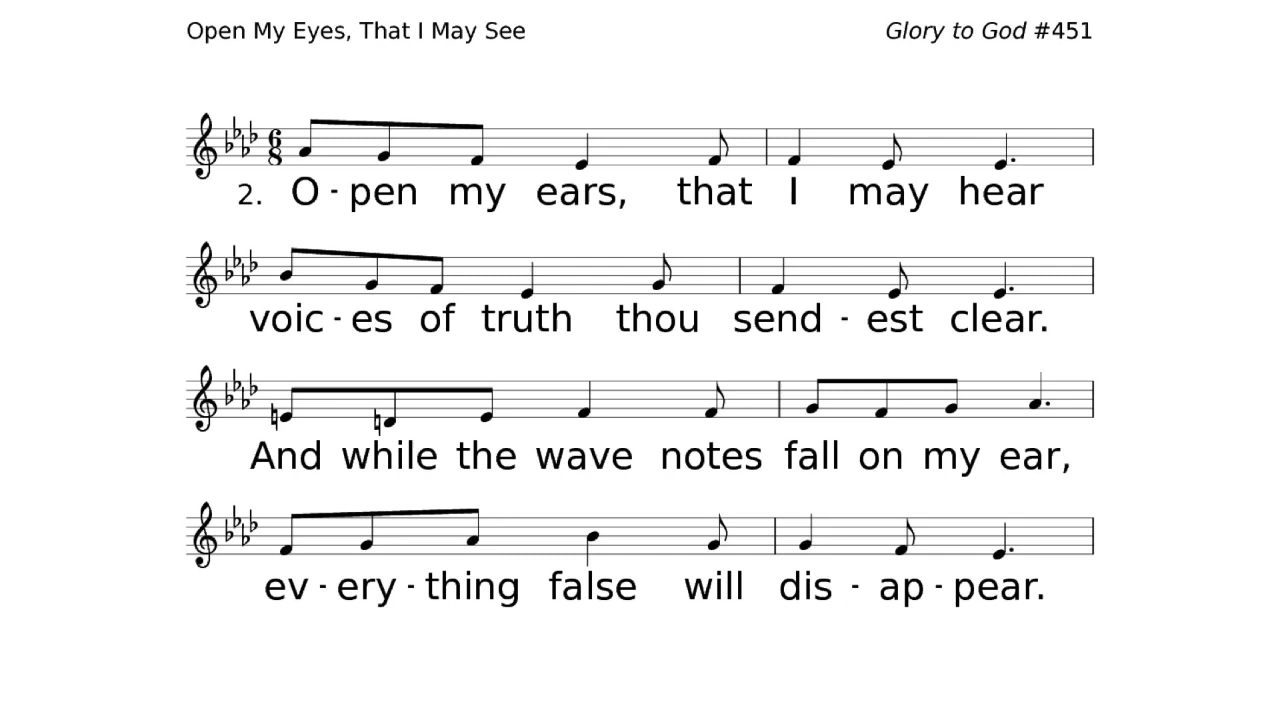 Open My Eyes, That I May See Glory to God #451
6
8
2. O - pen my ears, that I may hear
voic - es of truth thou send - est clear.
And while the wave notes fall on my ear,
ev - ery - thing false will dis - ap - pear.